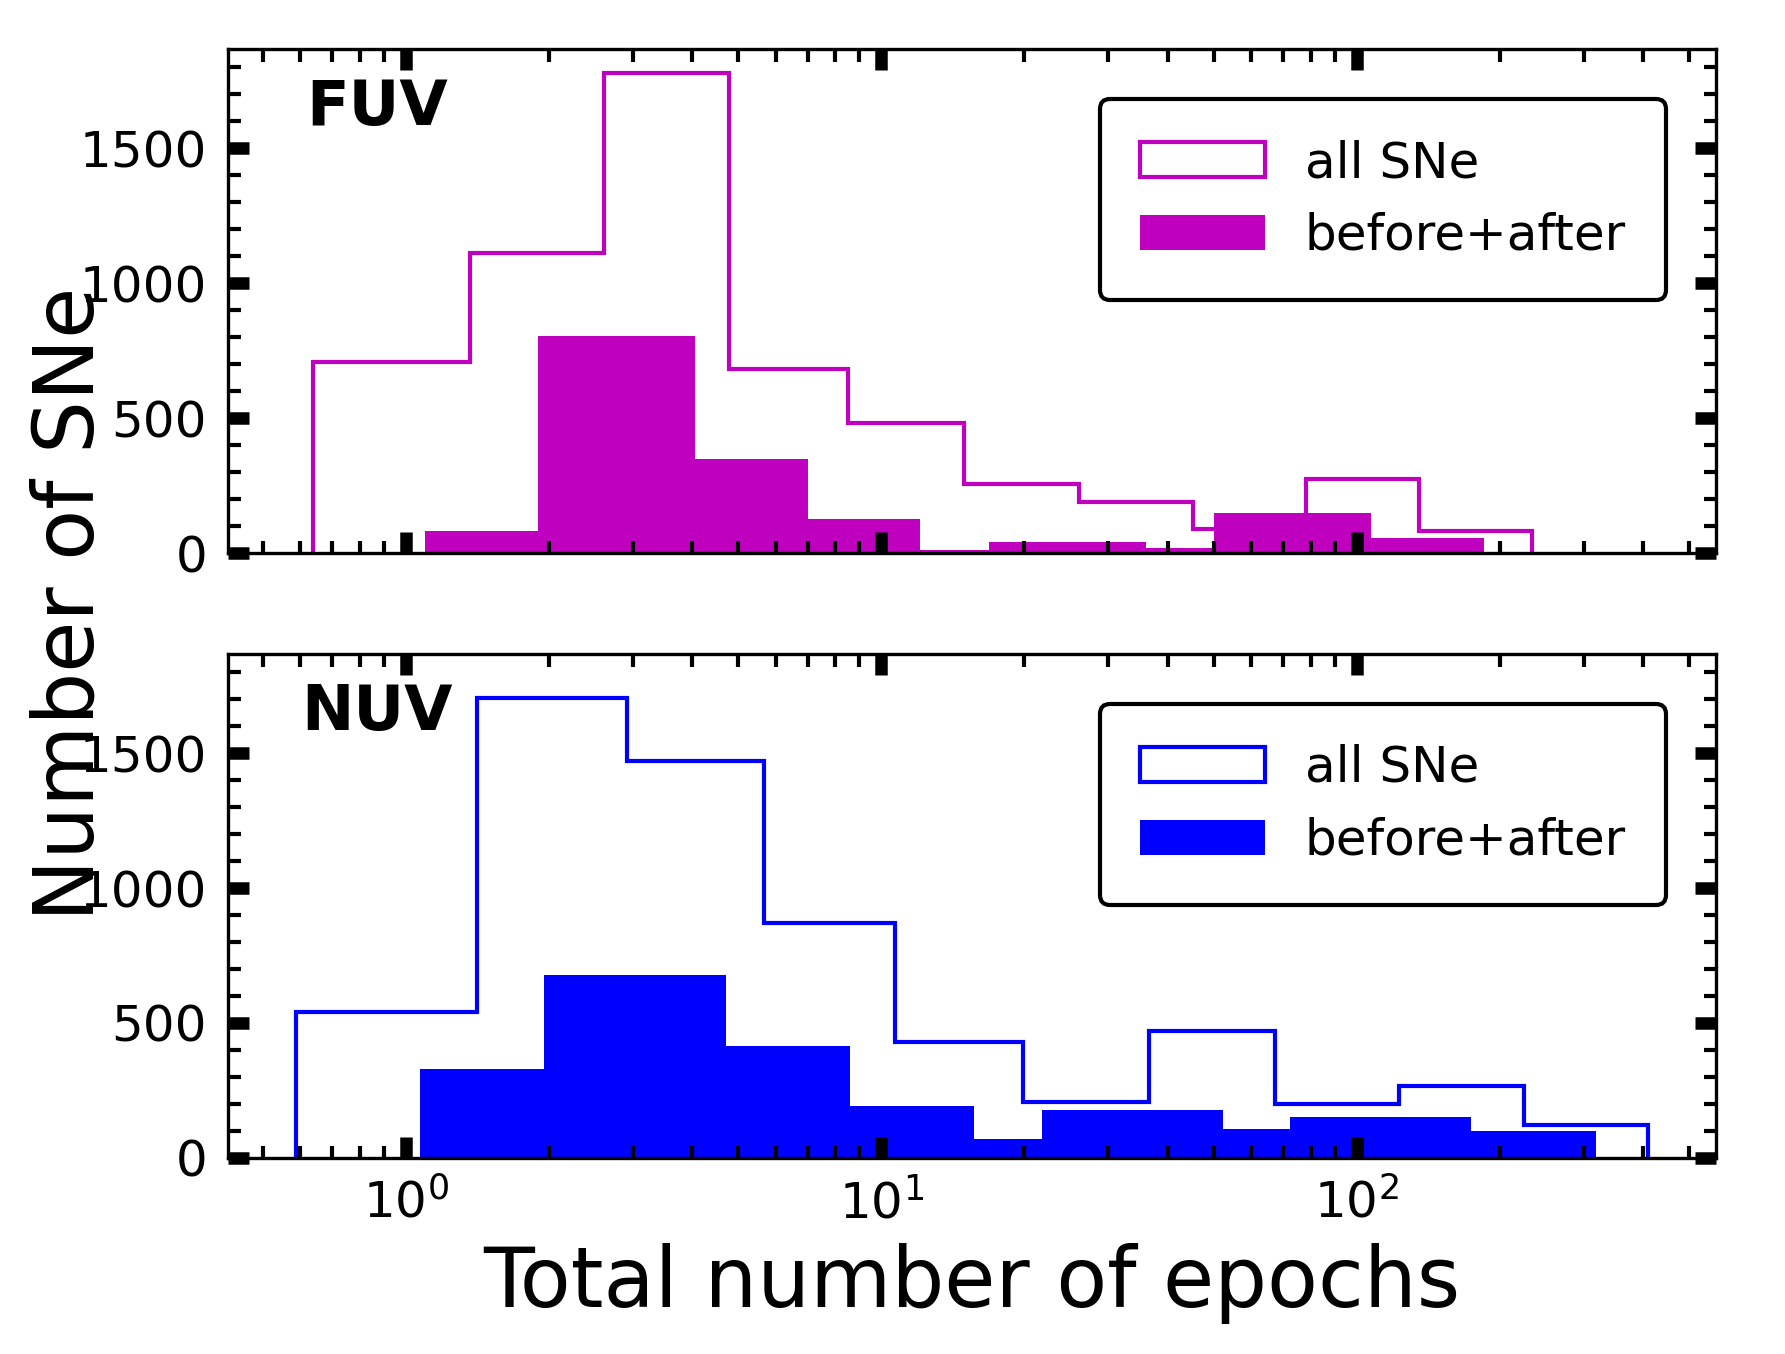 FUV
1500
1000
500
0
all SNe
before+after
Number of SNe
NUV
1500
1000
500
0
all SNe
before+after
10⁰ 10¹ 10²
Total number of epochs